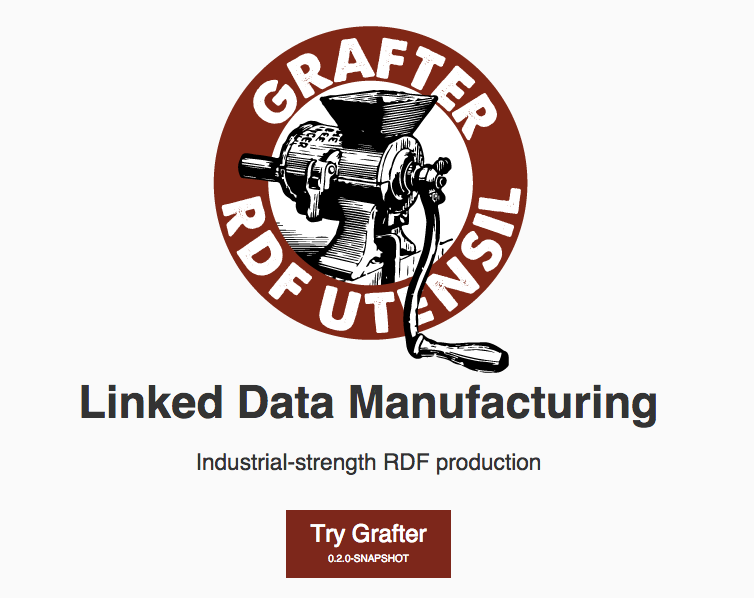 GRAFTER
RDF UTENSIL
Linked Data Manufacturing
Industrial-strength RDF production
Try Grafter
0.2.0-SNAPSHOT